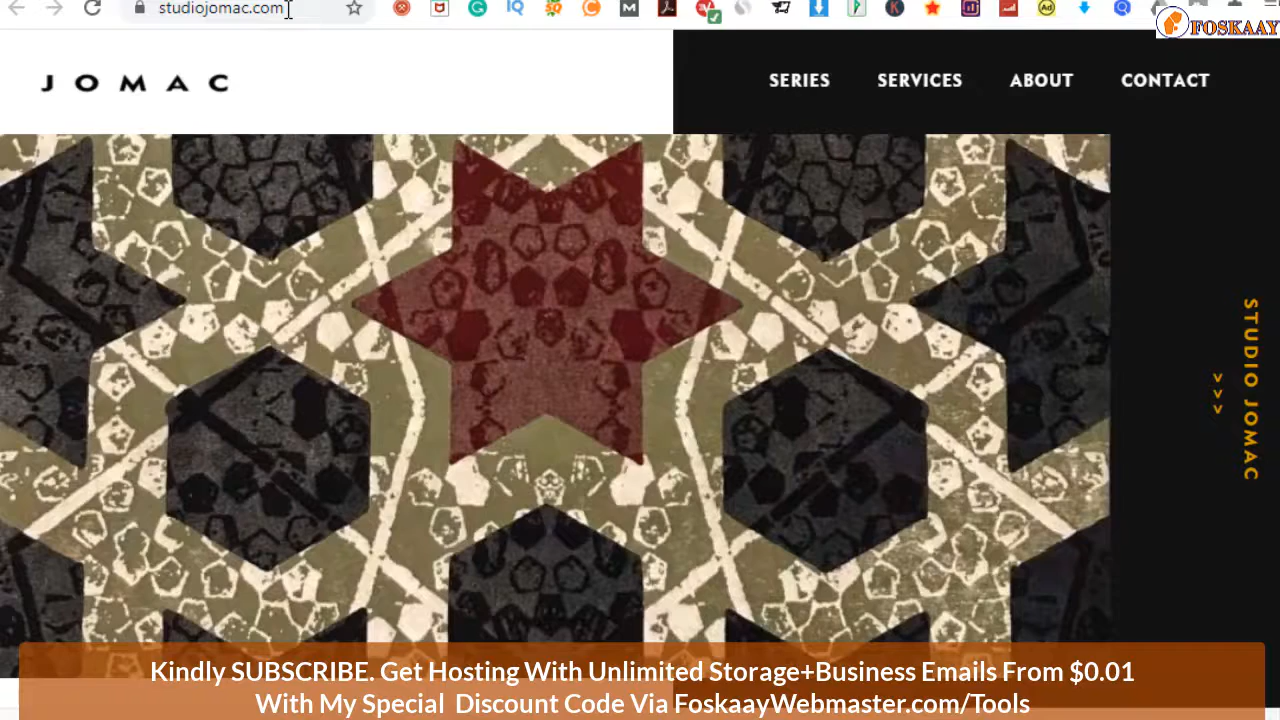 studiojomac.com
FOSKAAY
JOMAC
SERIES SERVICES ABOUT CONTACT
STUDIO JOMAC
>>>
Kindly SUBSCRIBE. Get Hosting With Unlimited Storage+Business Emails From $0.01
With My Special Discount Code Via FoskaayWebmaster.com/Tools